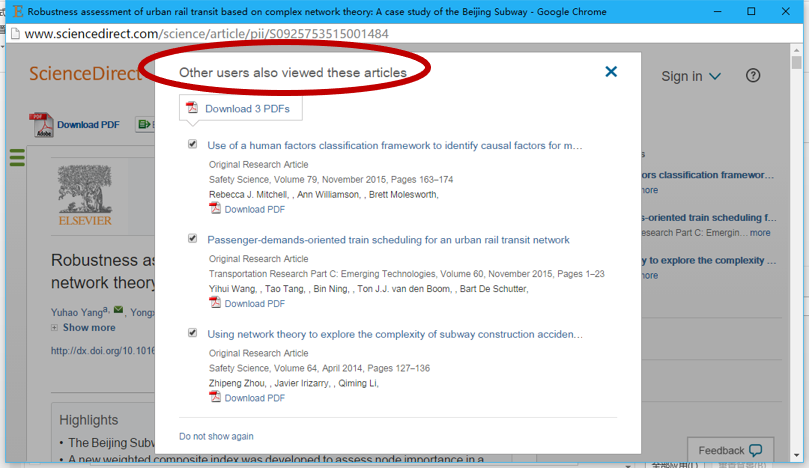 Robustness assessment of urban rail transit based on complex network theory: A case study of the Beijing Subway - Google Chrome
www.sciencedirect.com/science/article/pii/S0925753515001484
ScienceDirect
Other users also viewed these articles
Sign in
?
Download 3 PDFs
Download PDF
Use of a human factors classification framework to identify causal factors for m…
Original Research Article
Safety Science, Volume 79, November 2015, Pages 163–174
Rebecca J. Mitchell, , Ann Williamson, , Brett Molesworth,
Download PDF
Passenger-demands-oriented train scheduling for an urban rail transit network
Original Research Article
Transportation Research Part C: Emerging Technologies, Volume 60, November 2015, Pages 1–23
Yihui Wang, , Tao Tang, , Bin Ning, , Ton J.J. van den Boom, , Bart De Schutter,
Download PDF
Using network theory to explore the complexity of subway construction acciden…
Original Research Article
Safety Science, Volume 64, April 2014, Pages 127–136
Zhipeng Zhou, , Javier Irizarry, , Qiming Li,
Download PDF
Do not show again
ELSEVIER
Robustness as
network theory
Yuhao Yang a,
Show more
http://dx.doi.org/10.1016
Highlights
• The Beijing Subw
• A new weighted composite index was developed to assess node importance in a
ors classification framewor…
more
s-oriented train scheduling f…
esearch Part C: Emergin… more
y to explore the complexity …
more
Feedback